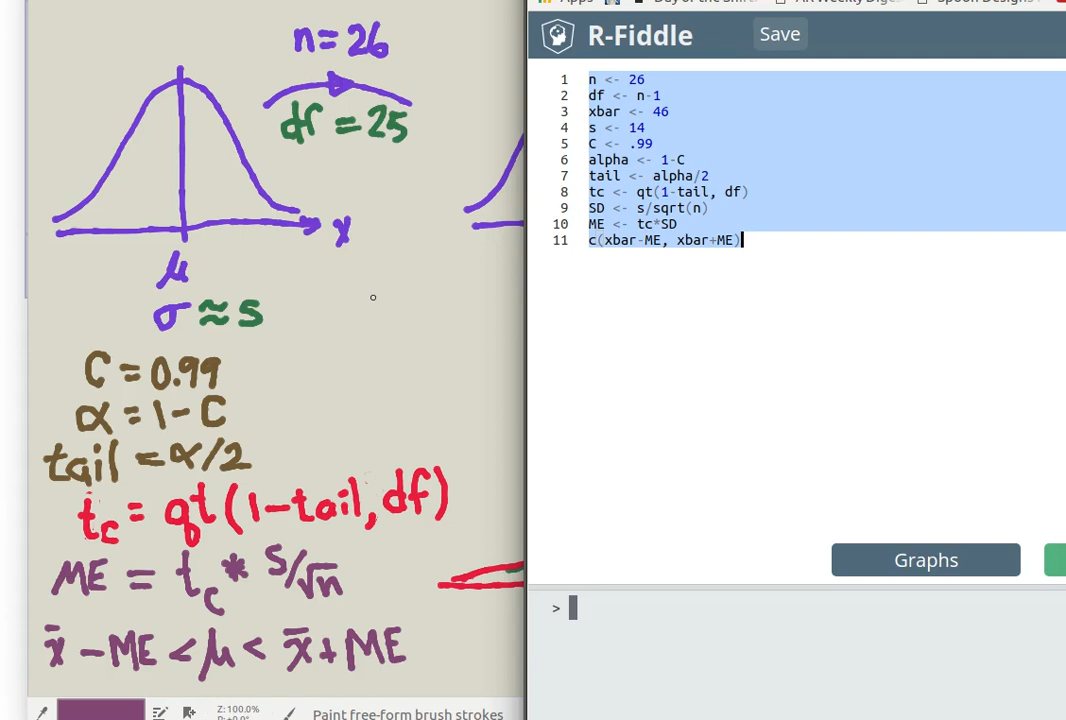 n = 26
df = 25
x
μ
σ ≈ s
C = 0.99
α = 1 - C
tail = α/2
tc = qt(1-tail, df)
ME = tc * s/√n
x̄ - ME < μ < x̄ + ME
Z: 100.0%
Paint free-form brush strokes
Apps
R-Fiddle
Save
1 n <- 26
2 df <- n-1
3 xbar <- 46
4 s <- 14
5 C <- .99
6 alpha <- 1-C
7 tail <- alpha/2
8 tc <- qt(1-tail, df)
9 SD <- s/sqrt(n)
10 ME <- tc*SD
11 c(xbar-ME, xbar+ME)
Graphs
>